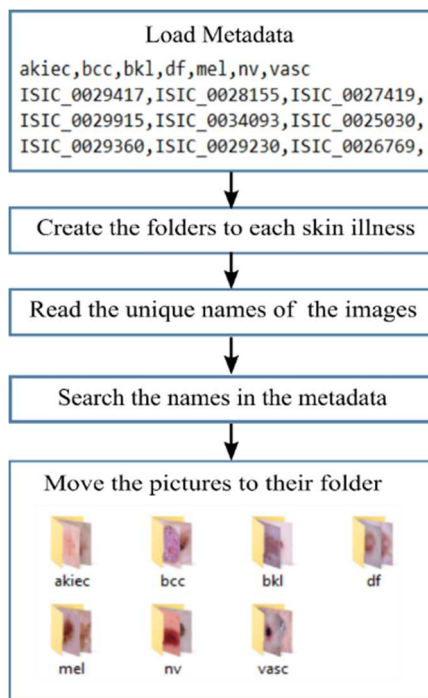 Load Metadata
akiec,bcc,bkl,df,mel,nv,vasc
ISIC_0029417,ISIC_0028155,ISIC_0027419,
ISIC_0029915,ISIC_0034093,ISIC_0025030,
ISIC_0029360,ISIC_0029230,ISIC_0026769,
Create the folders to each skin illness
Read the unique names of the images
Search the names in the metadata
Move the pictures to their folder
akiec bcc bkl df
mel nv vasc